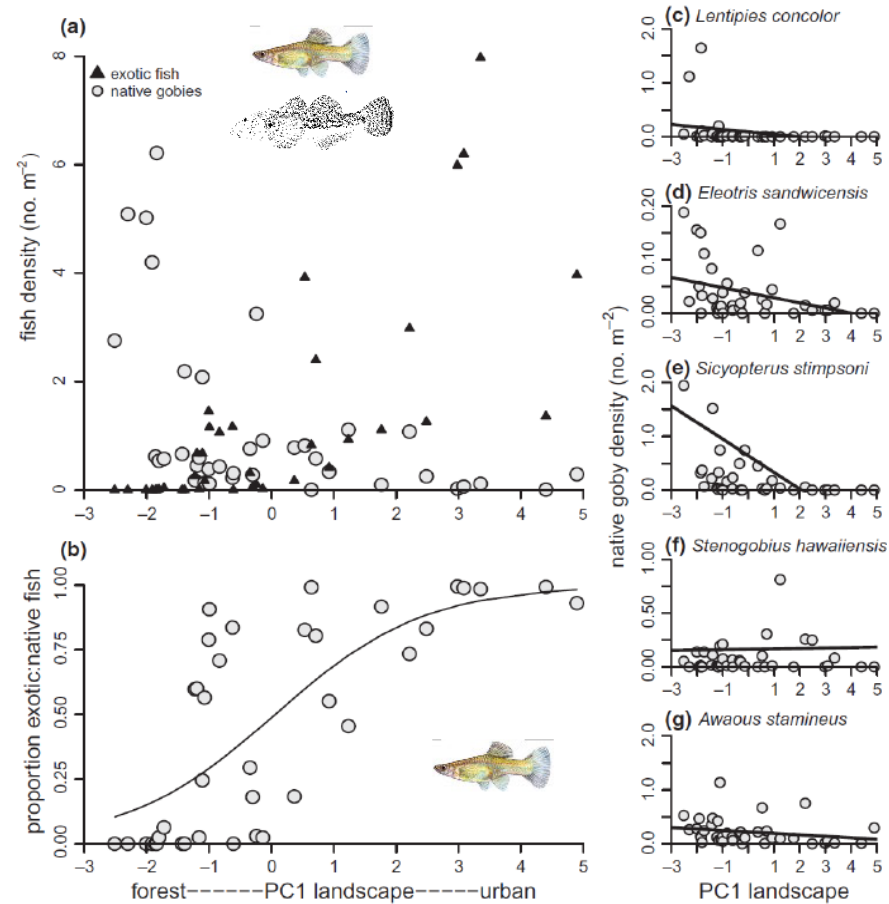 (a)
▲ exotic fish
○ native gobies
fish density (no. m⁻²)
8
6
4
2
0
−3 −2 −1 0 1 2 3 4 5
(b)
proportion exotic:native fish
1.00
0.75
0.50
0.25
0.00
−3 −2 −1 0 1 2 3 4 5
forest------PC1 landscape-----urban
native goby density (no. m⁻²)
(c) Lentipies concolor
2.0
1.0
0.0
−3 −1 1 2 3 4 5
(d) Eleotris sandwicensis
0.20
0.10
0.00
−3 −1 1 2 3 4 5
(e) Sicyopterus stimpsoni
2.0
1.0
0.0
−3 −1 1 2 3 4 5
(f) Stenogobius hawaiiensis
1.00
0.50
0.00
−3 −1 1 2 3 4 5
(g) Awaous stamineus
2.0
1.0
0.0
−3 −1 1 2 3 4 5
PC1 landscape